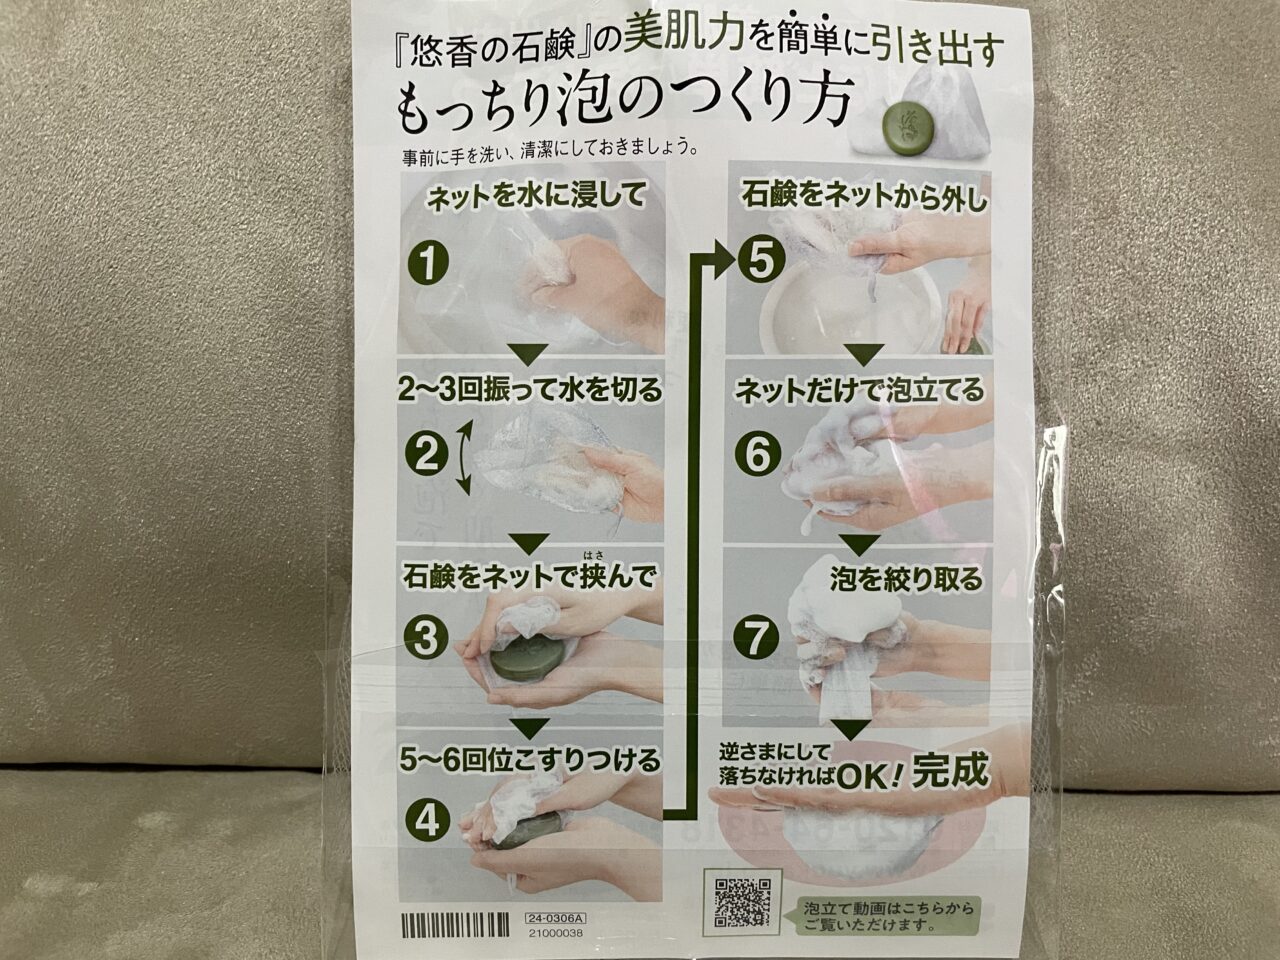 『悠香の石鹸』の美肌力を簡単に引き出す
もっちり泡のつくり方
事前に手を洗い、清潔にしておきましょう。
ネットを水に浸して
1
2〜3回振って水を切る
2
はさ
石鹸をネットで挟んで
3
5〜6回位こすりつける
4
石鹸をネットから外し
5
ネットだけで泡立てる
6
泡を絞り取る
7
逆さまにして
落ちなければOK! 完成
24-0306A
21000038
泡立て動画はこちらから
ご覧いただけます。